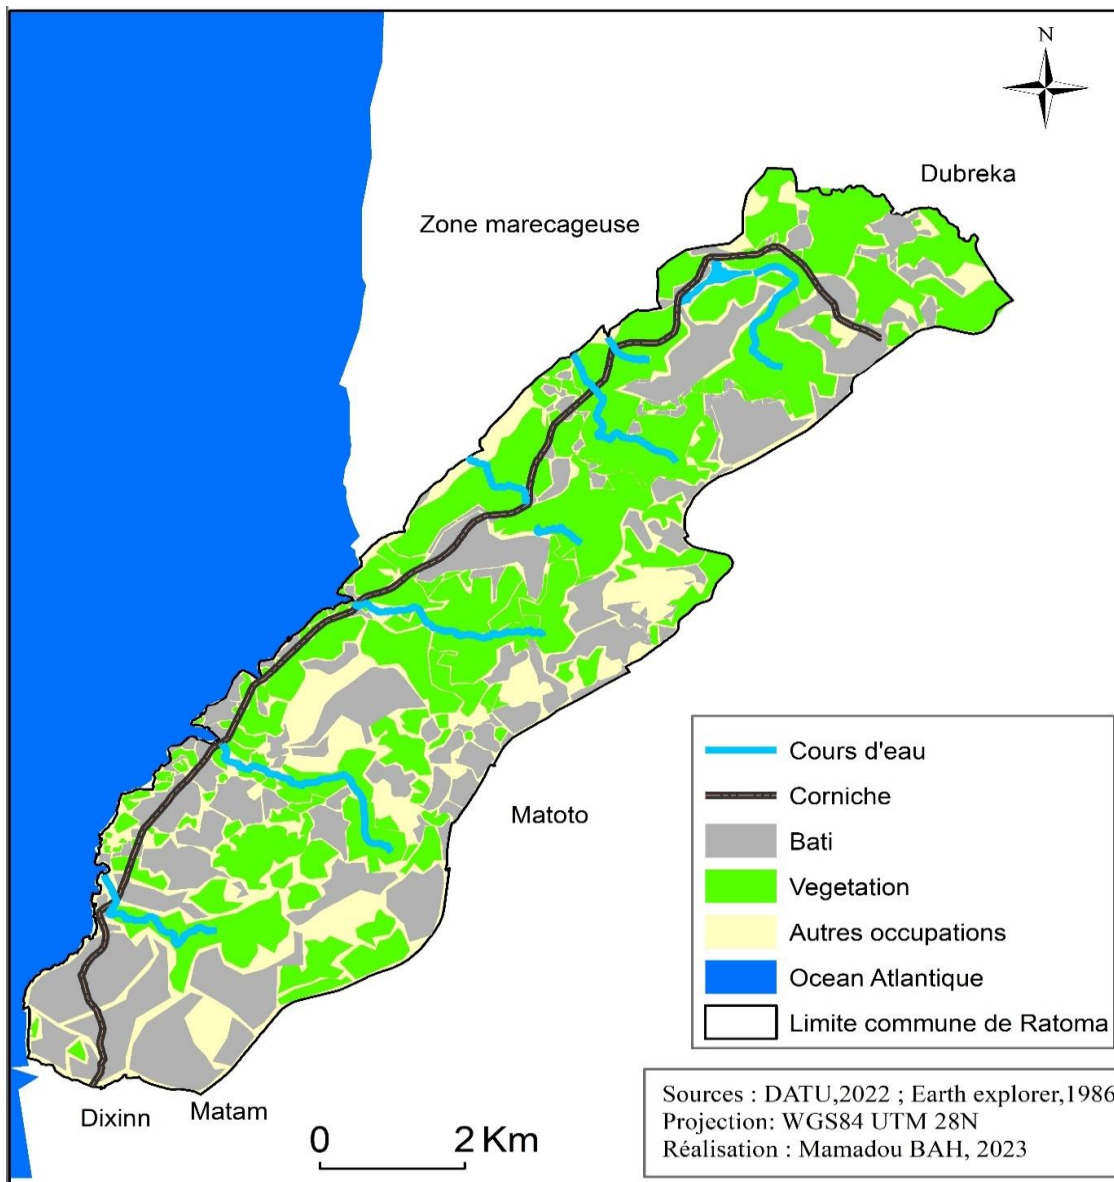 N
Dubreka
Zone marecageuse
Cours d'eau
Corniche
Matoto
Bati
Vegetation
Autres occupations
Ocean Atlantique
Limite commune de Ratoma
Sources : DATU,2022 ; Earth explorer,1986
Projection: WGS84 UTM 28N
Réalisation : Mamadou BAH, 2023
Dixinn
Matam
0 2 Km